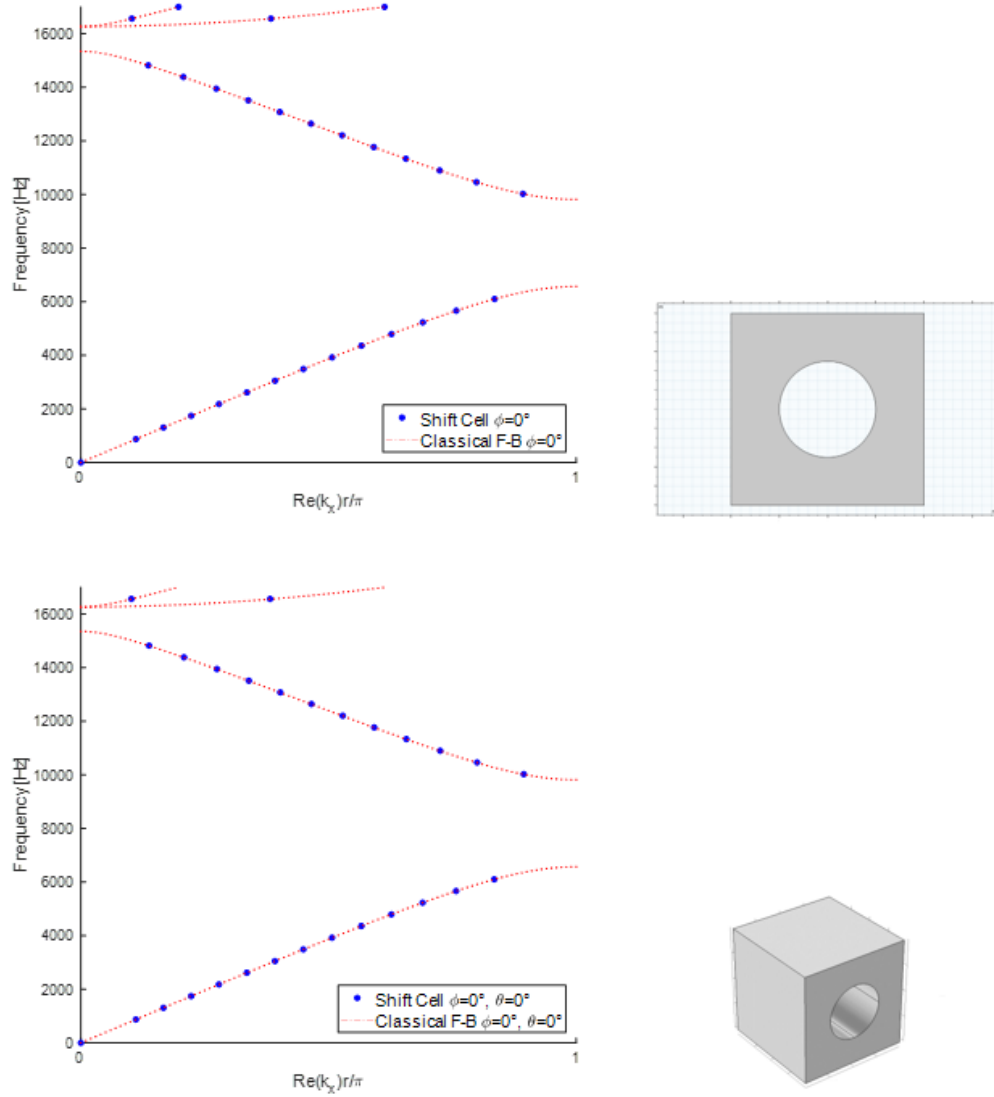 16000
14000
12000
10000
8000
6000
4000
2000
0
Frequency [Hz]
Shift Cell ϕ=0°
Classical F-B ϕ=0°
0
1
Re(kₓ)r/π
16000
14000
12000
10000
8000
6000
4000
2000
0
Frequency [Hz]
Shift Cell ϕ=0°, θ=0°
Classical F-B ϕ=0°, θ=0°
0
1
Re(kₓ)r/π